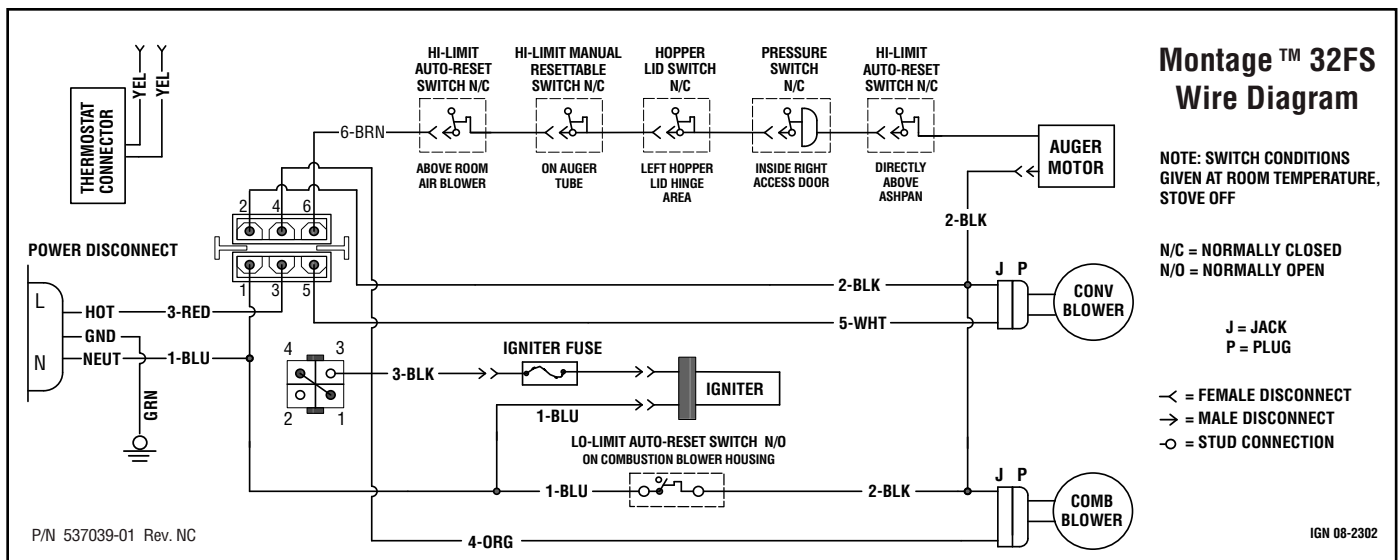 Montage ™ 32FS
Wire Diagram
NOTE: SWITCH CONDITIONS
GIVEN AT ROOM TEMPERATURE,
STOVE OFF
N/C = NORMALLY CLOSED
N/O = NORMALLY OPEN
J = JACK
P = PLUG
= FEMALE DISCONNECT
= MALE DISCONNECT
= STUD CONNECTION
IGN 08-2302
YEL
YEL
THERMOSTAT
CONNECTOR
HI-LIMIT
AUTO-RESET
SWITCH N/C
ABOVE ROOM
AIR BLOWER
HI-LIMIT MANUAL
RESETTABLE
SWITCH N/C
ON AUGER
TUBE
HOPPER
LID SWITCH
N/C
LEFT HOPPER
LID HINGE
AREA
PRESSURE
SWITCH
N/C
INSIDE RIGHT
ACCESS DOOR
HI-LIMIT
AUTO-RESET
SWITCH N/C
DIRECTLY
ABOVE
ASHPAN
6-BRN
AUGER
MOTOR
2-BLK
2 4 6
1 3 5
POWER DISCONNECT
L
N
HOT
3-RED
GND
NEUT
1-BLU
GRN
2-BLK
5-WHT
J P
CONV
BLOWER
4 3
2 1
3-BLK
IGNITER FUSE
IGNITER
1-BLU
LO-LIMIT AUTO-RESET SWITCH N/O
ON COMBUSTION BLOWER HOUSING
1-BLU
2-BLK
J P
COMB
BLOWER
4-ORG
P/N 537039-01 Rev. NC